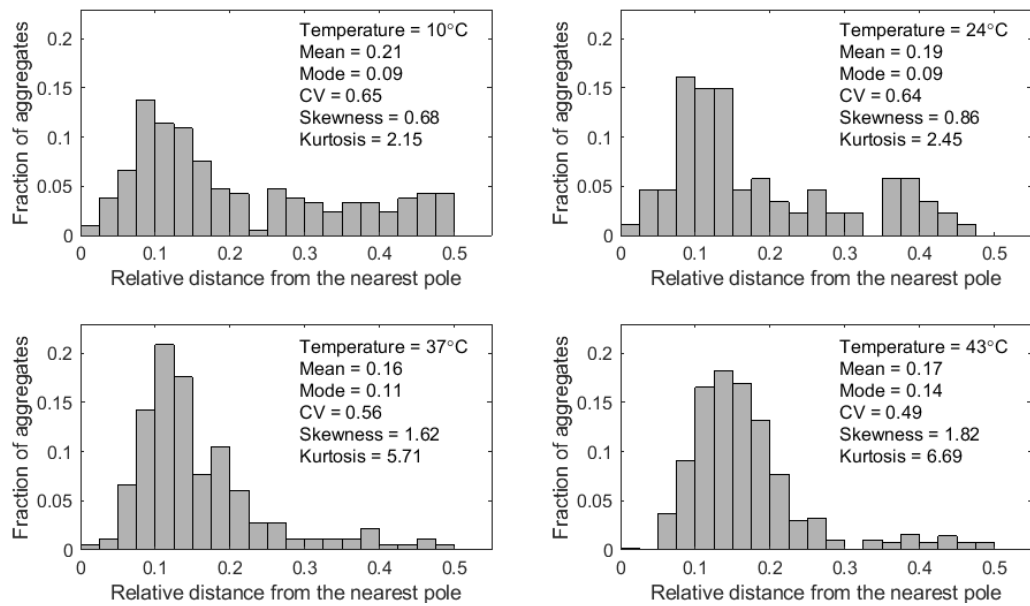 Fraction of aggregates
0.2
0.15
0.1
0.05
0
Temperature = 10°C
Mean = 0.21
Mode = 0.09
CV = 0.65
Skewness = 0.68
Kurtosis = 2.15
0 0.1 0.2 0.3 0.4 0.5
Relative distance from the nearest pole
Fraction of aggregates
0.2
0.15
0.1
0.05
0
Temperature = 24°C
Mean = 0.19
Mode = 0.09
CV = 0.64
Skewness = 0.86
Kurtosis = 2.45
0 0.1 0.2 0.3 0.4 0.5
Relative distance from the nearest pole
Fraction of aggregates
0.2
0.15
0.1
0.05
0
Temperature = 37°C
Mean = 0.16
Mode = 0.11
CV = 0.56
Skewness = 1.62
Kurtosis = 5.71
0 0.1 0.2 0.3 0.4 0.5
Relative distance from the nearest pole
Fraction of aggregates
0.2
0.15
0.1
0.05
0
Temperature = 43°C
Mean = 0.17
Mode = 0.14
CV = 0.49
Skewness = 1.82
Kurtosis = 6.69
0 0.1 0.2 0.3 0.4 0.5
Relative distance from the nearest pole